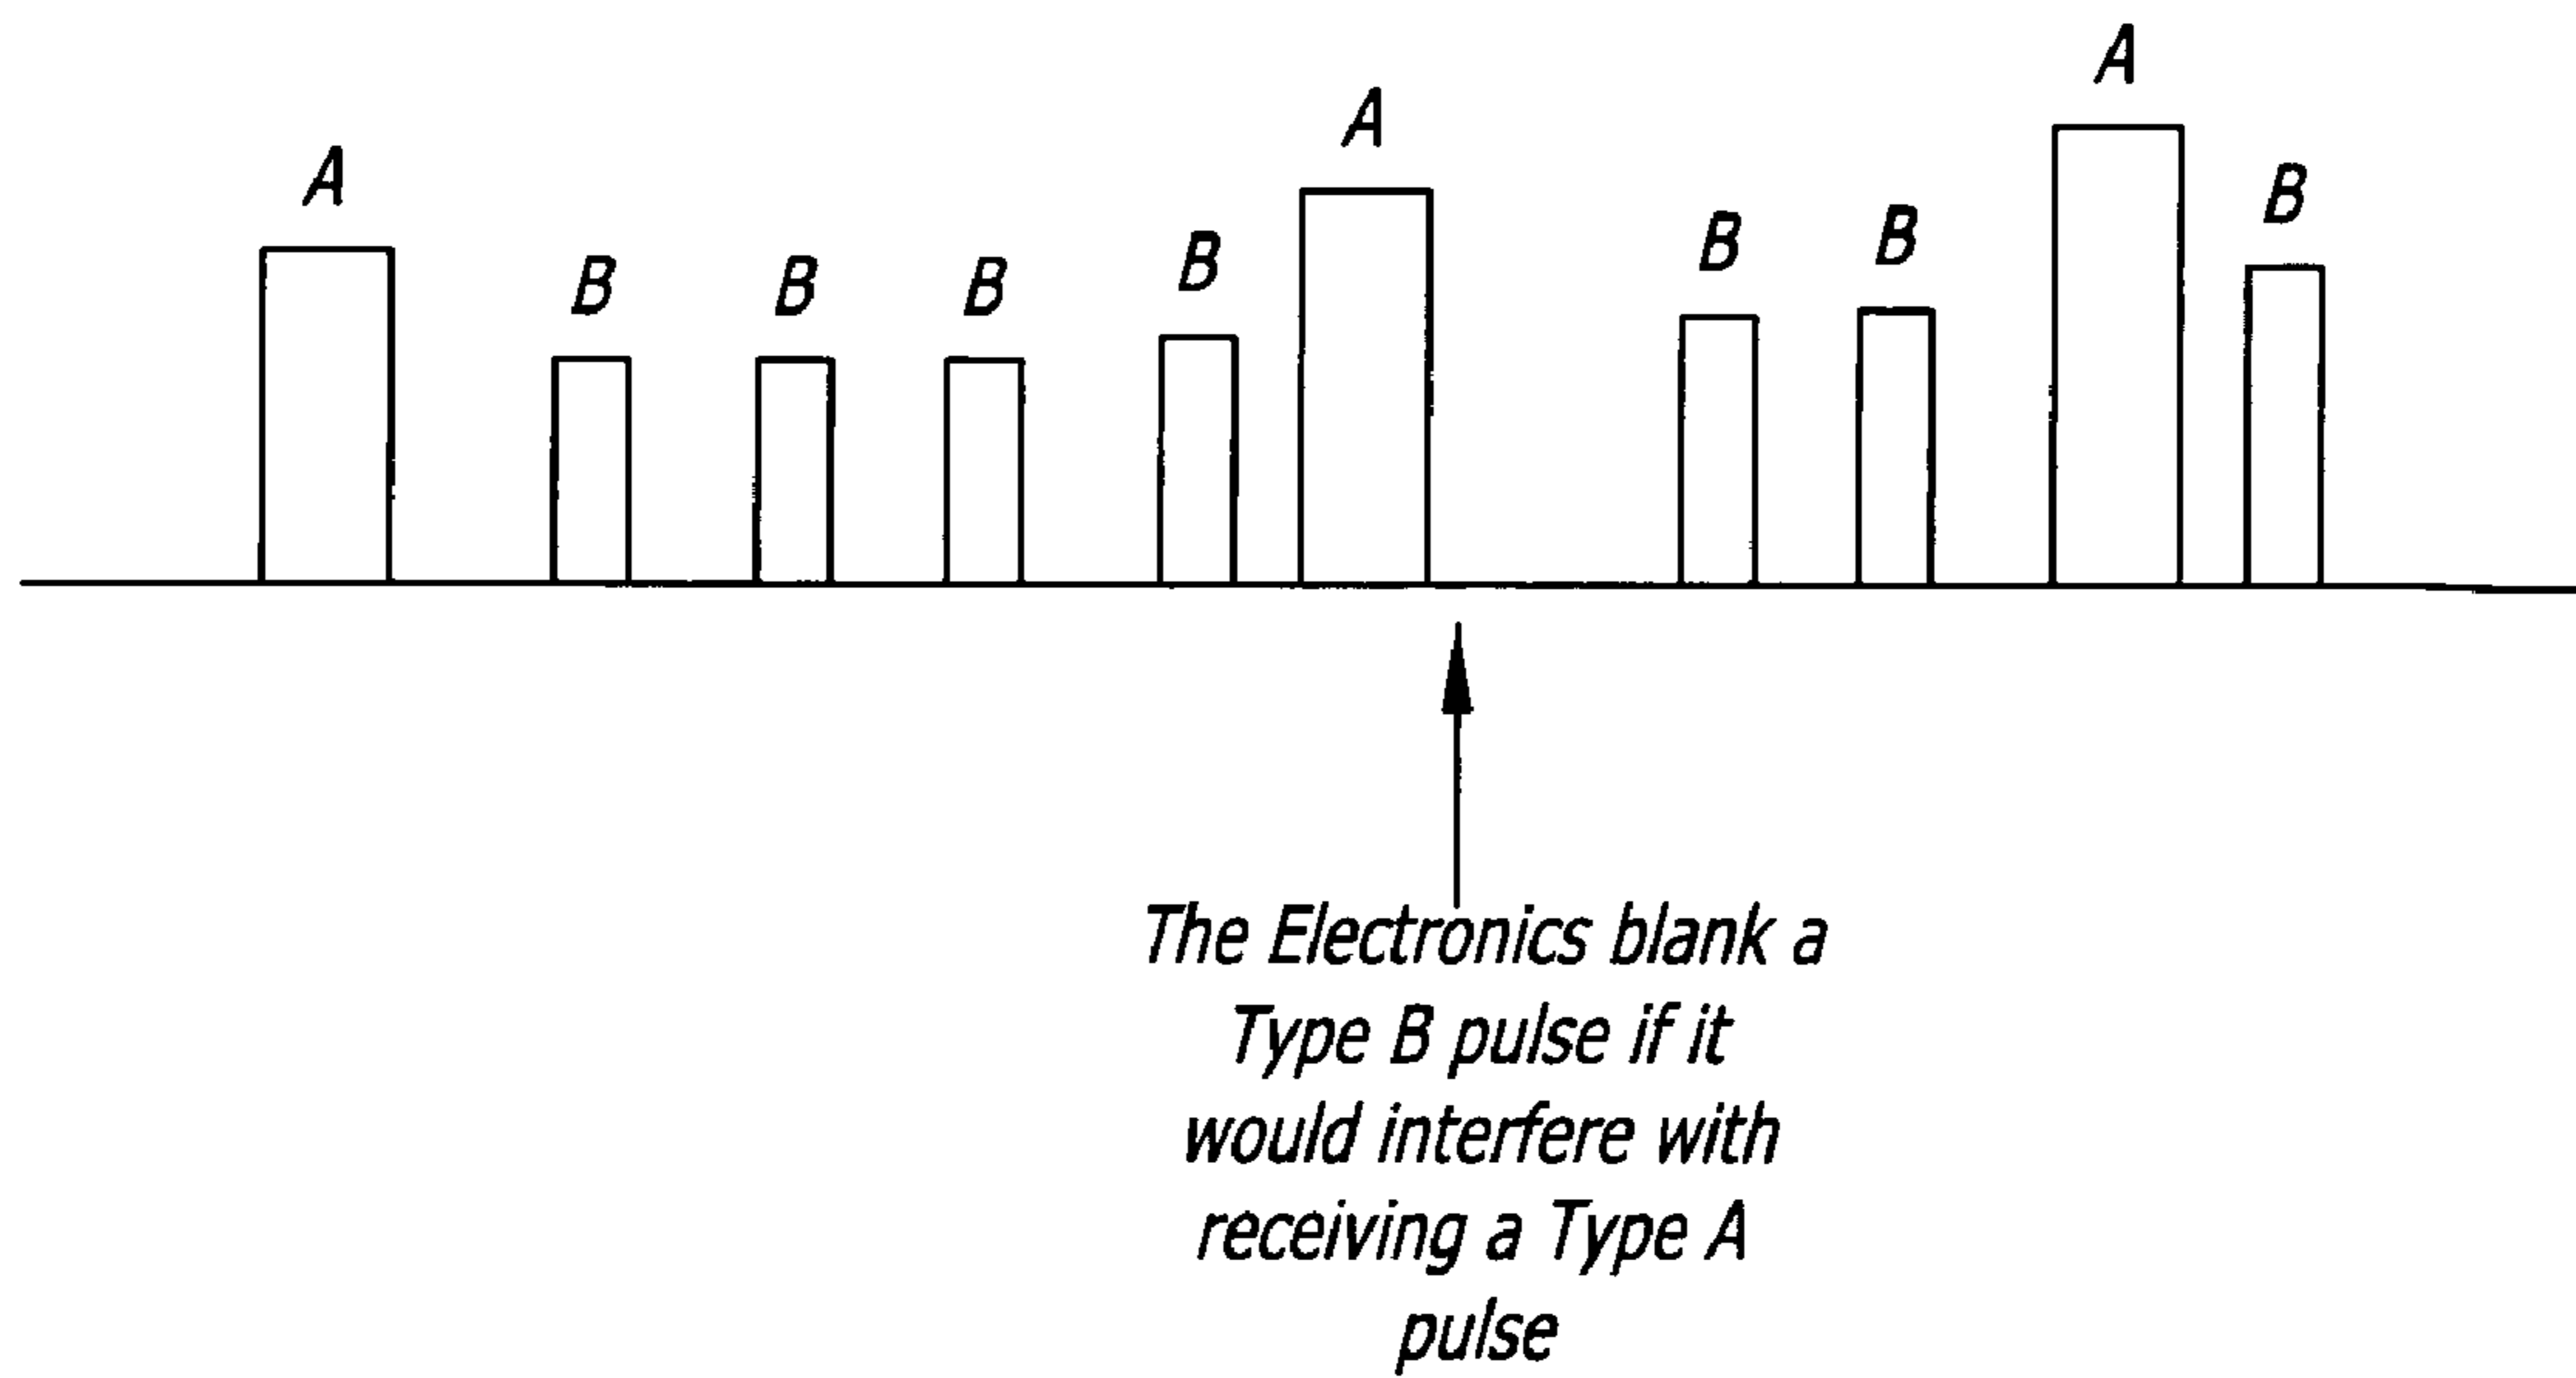 A
B
B
B
B
A
B
B
A
B
The Electronics blank a
Type B pulse if it
would interfere with
receiving a Type A
pulse